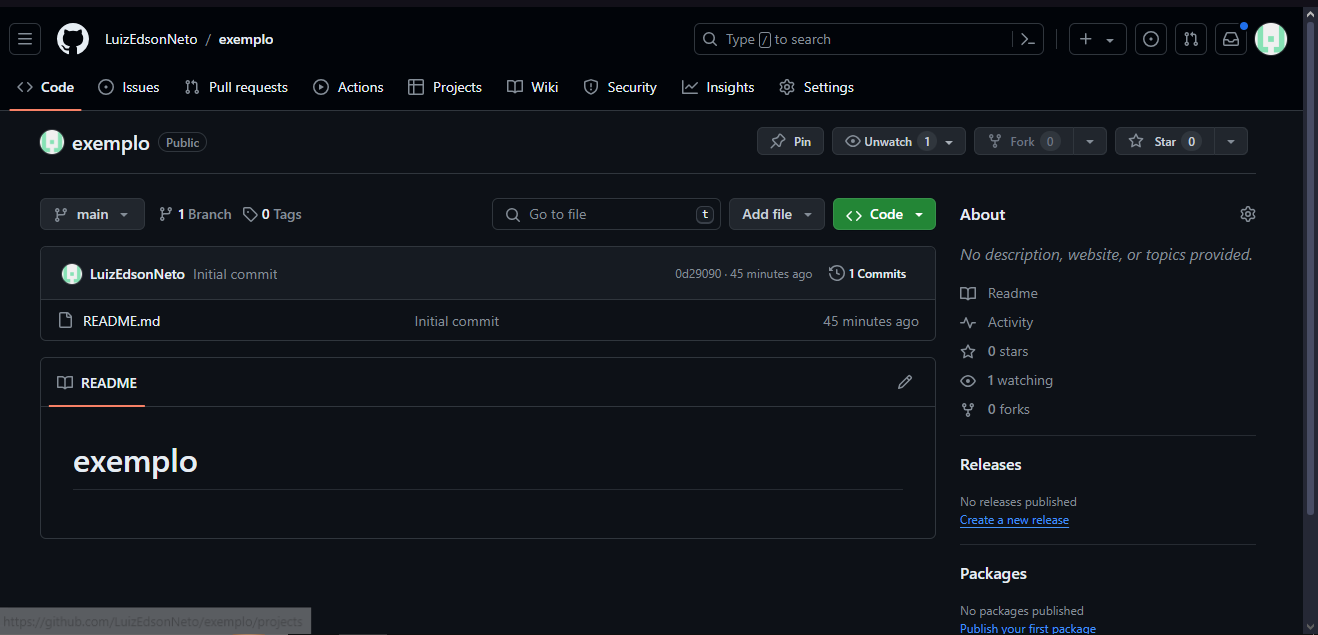 LuizEdsonNeto / exemplo
Type / to search
Code Issues Pull requests Actions Projects Wiki Security Insights Settings
exemplo Public
Pin Unwatch 1 Fork 0 Star 0
main 1 Branch 0 Tags
Go to file t Add file Code
LuizEdsonNeto Initial commit 0d29090 · 45 minutes ago 1 Commits
README.md Initial commit 45 minutes ago
README
exemplo
About
No description, website, or topics provided.
Readme
Activity
0 stars
1 watching
0 forks
Releases
No releases published
Create a new release
Packages
No packages published
Publish your first package
https://github.com/LuizEdsonNeto/exemplo/projects